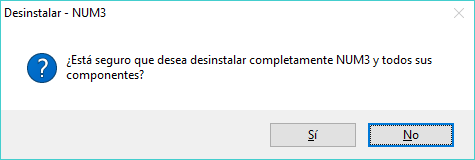 Desinstalar - NUM3
¿Está seguro que desea desinstalar completamente NUM3 y todos sus
componentes?
Sí
No